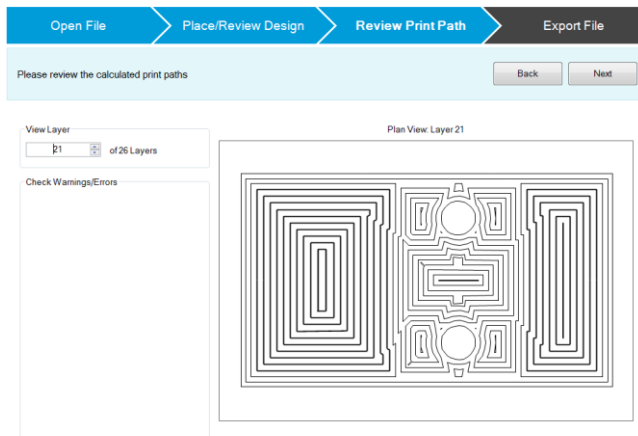 Open File
Place/Review Design
Review Print Path
Export File
Please review the calculated print paths
Back
Next
View Layer
21
of 26 Layers
Plan View: Layer 21
Check Warnings/Errors